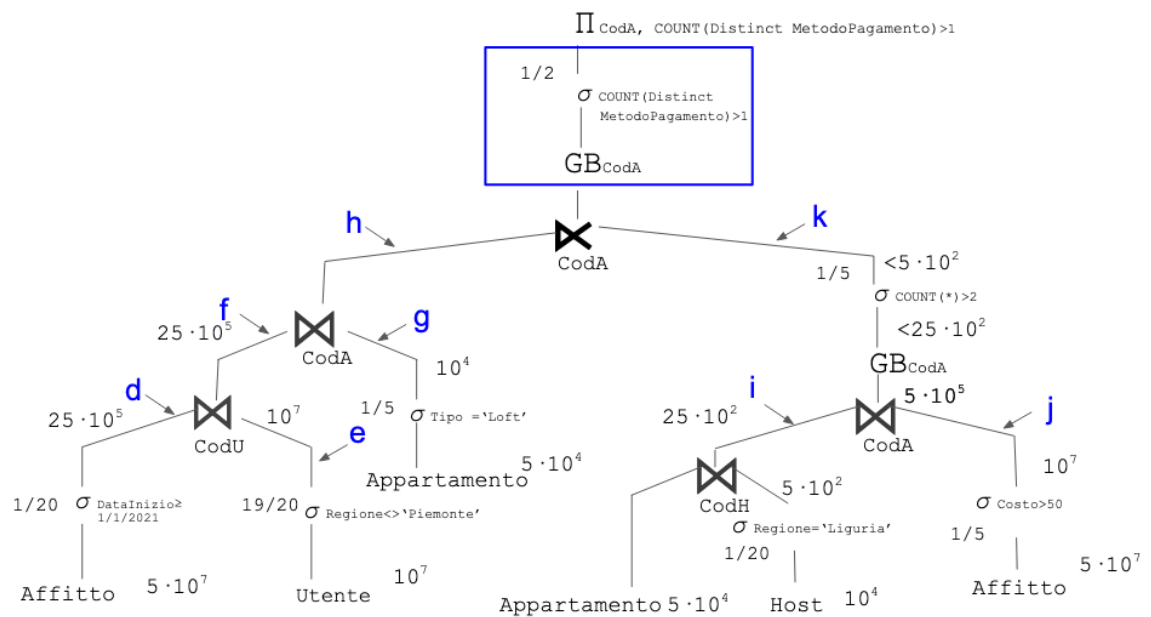 Π CodA, COUNT(Distinct MetodoPagamento)>1
1/2
σ COUNT(Distinct
MetodoPagamento)>1
GB CodA
h
k
CodA
1/5
<5·10²
σ COUNT(*)>2
<25·10²
GB CodA
f
g
25·10⁵
CodA
10⁴
d
25·10⁵
10⁷
CodU
e
1/5
σ Tipo ='Loft'
Appartamento
5·10⁴
i
j
25·10²
5·10⁵
CodA
10⁷
1/20
σ DataInizio≥
1/1/2021
19/20
σ Regione<>'Piemonte'
CodH
5·10²
σ Regione='Liguria'
1/20
σ Costo>50
1/5
Affitto
5·10⁷
Utente
10⁷
Appartamento
5·10⁴
Host
10⁴
Affitto
5·10⁷